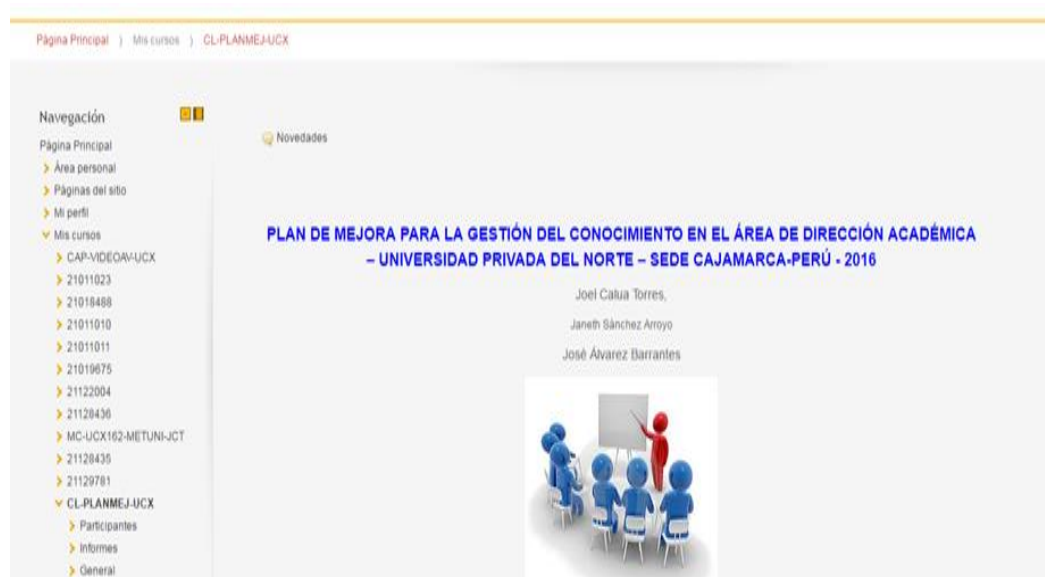 Página Principal ) Mis cursos ) CL-PLANMEJ-UCX
Navegación
Página Principal
Área personal
Páginas del sitio
Mi perfil
Mis cursos
CAP-VIDEOAV-UCX
21011023
21018488
21011010
21011011
21019675
21122004
21128436
MC-UCX162-METUNI-JCT
21128435
21129781
CL-PLANMEJ-UCX
Participantes
Informes
General
Novedades
PLAN DE MEJORA PARA LA GESTIÓN DEL CONOCIMIENTO EN EL ÁREA DE DIRECCIÓN ACADÉMICA
– UNIVERSIDAD PRIVADA DEL NORTE – SEDE CAJAMARCA-PERÚ - 2016
Joel Calua Torres,
Janeth Sánchez Arroyo
José Álvarez Barrantes